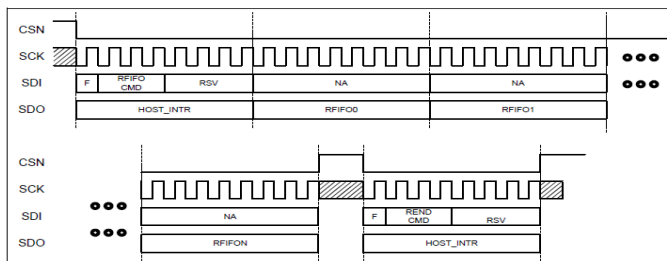 CSN
SCK
SDI F RFIFO CMD RSV NA NA
SDO HOST_INTR RFIFO0 RFIFO1
CSN
SCK
SDI NA F REND CMD RSV
SDO RFIFON HOST_INTR